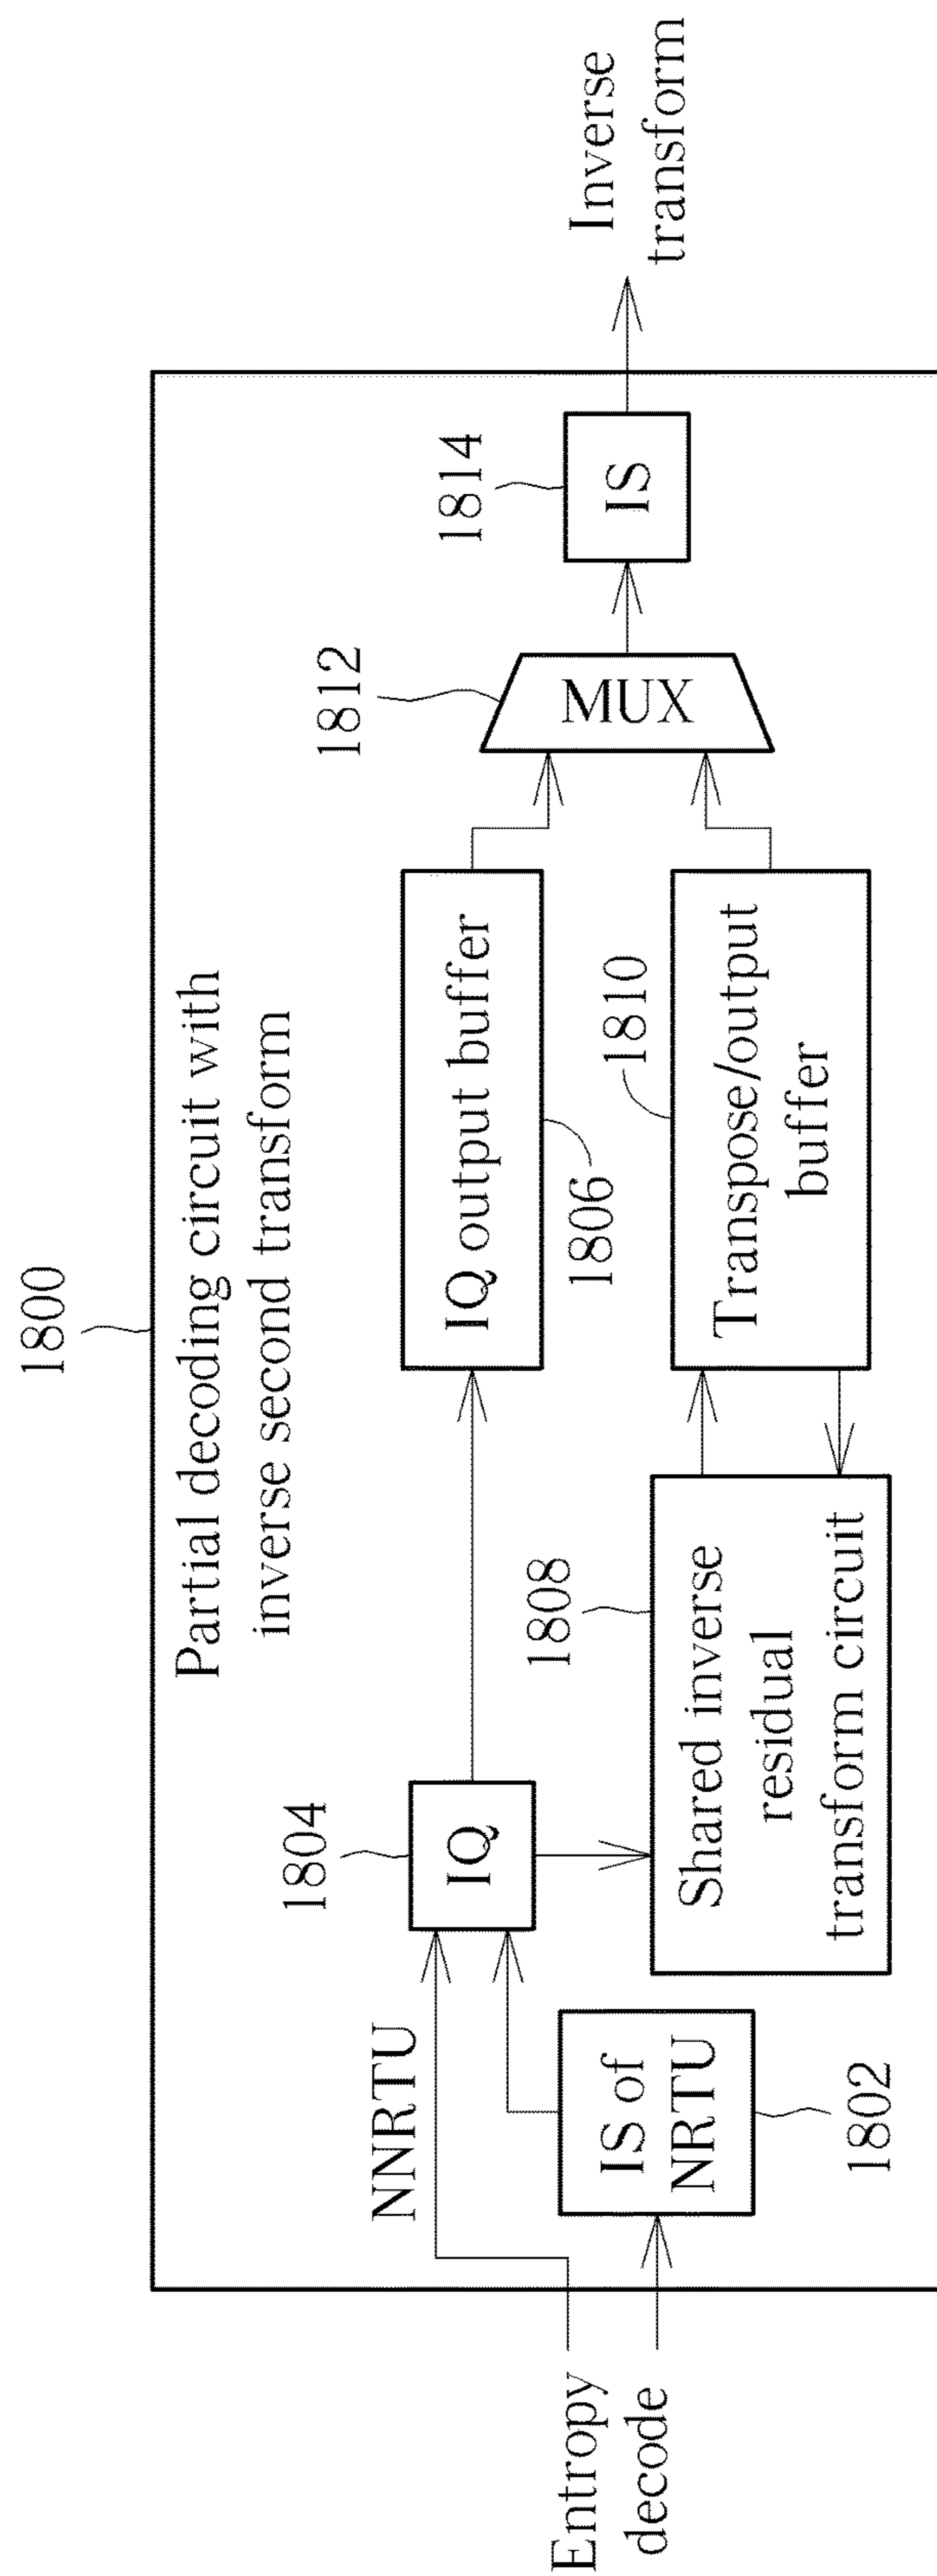 1800
Partial decoding circuit with
inverse second transform
Entropy
decode
NNRTU
IS of
NRTU
1802
1804
IQ
IQ output buffer
1806
1808
Shared inverse
residual
transform circuit
1810
Transpose/output
buffer
1812
MUX
1814
IS
Inverse
transform